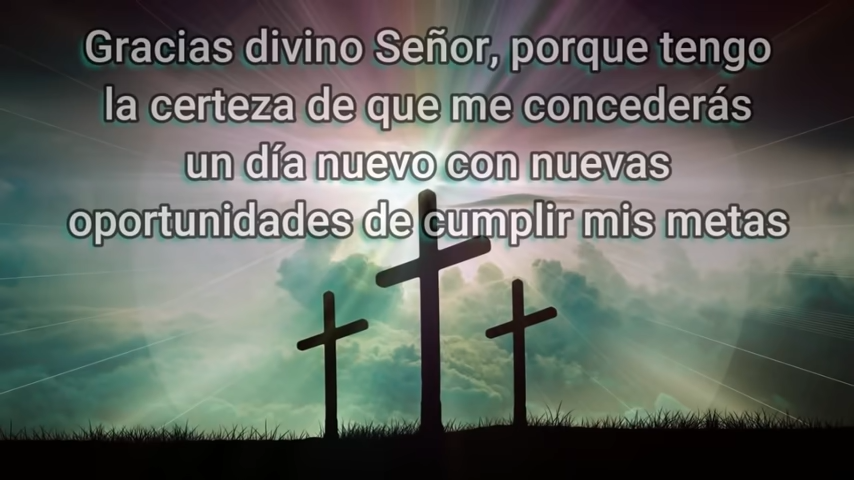 Gracias divino Señor, porque tengo
la certeza de que me concederás
un día nuevo con nuevas
oportunidades de cumplir mis metas